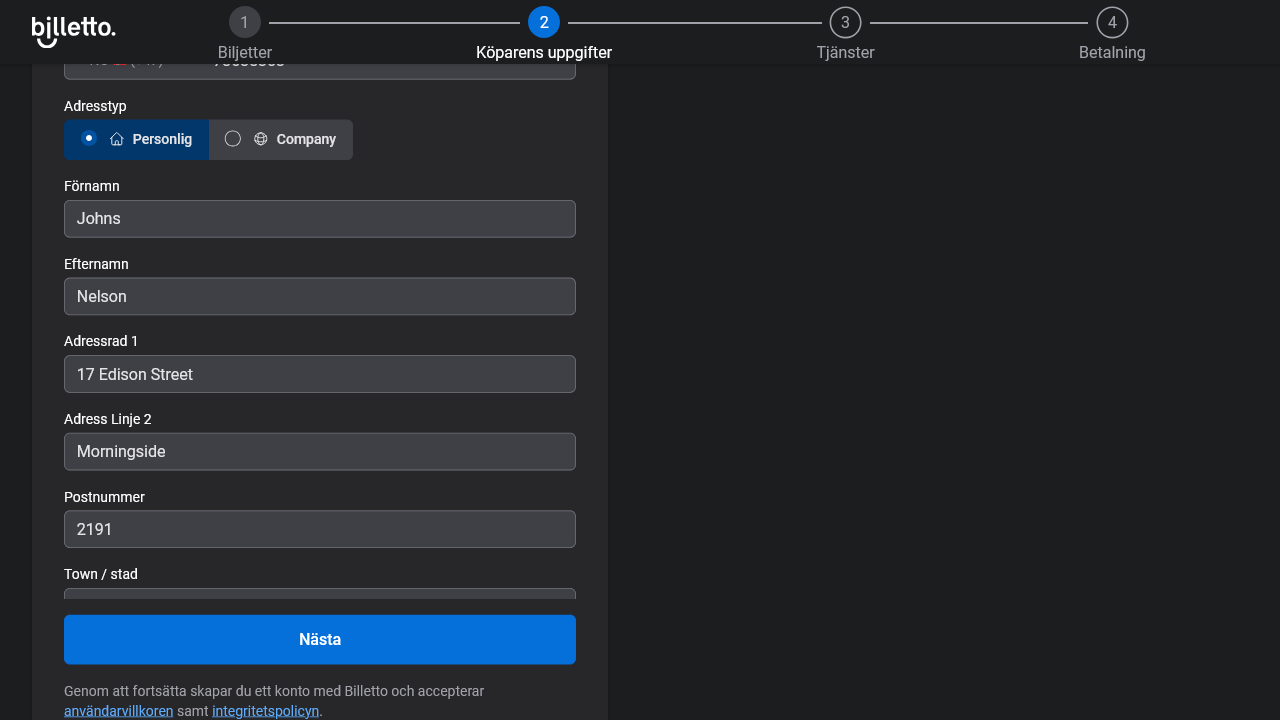 billetto.
1
2
3
4
Biljetter
Köparens uppgifter
Tjänster
Betalning
Adresstyp
Personlig
Company
Förnamn
Johns
Efternamn
Nelson
Adressrad 1
17 Edison Street
Adress Linje 2
Morningside
Postnummer
2191
Town / stad
Nästa
Genom att fortsätta skapar du ett konto med Billetto och accepterar
användarvillkoren samt integritetspolicyn.